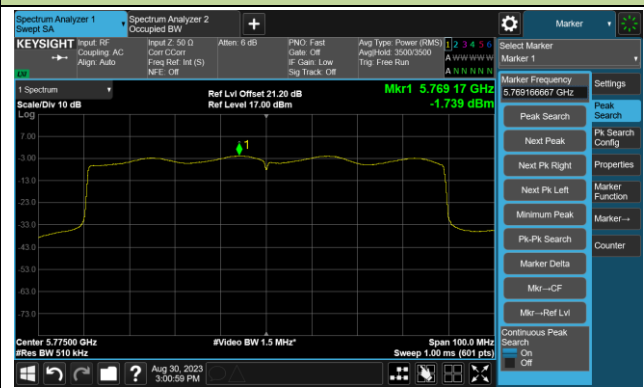 Spectrum Analyzer 1
Swept SA
Spectrum Analyzer 2
Occupied BW
+
Marker
KEYSIGHT
Input: RF
Coupling: AC
Align: Auto
Input Z: 50 Ω
Corr CCorr
Freq Ref: Int (S)
NFE: Off
Atten: 6 dB
PNO: Fast
Gate: Off
IF Gain: Low
Sig Track: Off
Avg Type: Power (RMS)
Avg|Hold: 3500/3500
Trig: Free Run
1 2 3 4 5 6
A W W W W W
A N N N N N
Select Marker
Marker 1
1 Spectrum
Scale/Div 10 dB
Log
Ref Lvl Offset 21.20 dB
Ref Level 17.00 dBm
Mkr1 5.769 17 GHz
-1.739 dBm
7.00
-3.00
-13.0
-23.0
-33.0
-43.0
-53.0
-63.0
-73.0
1
Center 5.77500 GHz
#Res BW 510 kHz
#Video BW 1.5 MHz*
Span 100.0 MHz
Sweep 1.00 ms (601 pts)
Marker Frequency
5.769166667 GHz
Peak Search
Next Peak
Next Pk Right
Next Pk Left
Minimum Peak
Pk-Pk Search
Marker Delta
Mkr→CF
Mkr→Ref Lvl
Continuous Peak
Search
On
Off
Settings
Peak
Search
Pk Search
Config
Properties
Marker
Function
Marker→
Counter
?
Aug 30, 2023
3:00:59 PM